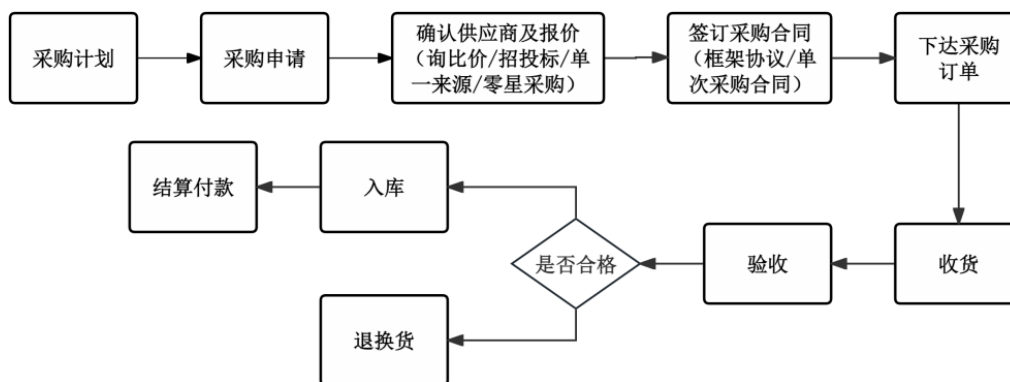 采购计划
采购申请
确认供应商及报价
（询比价/招投标/单
一来源/零星采购）
签订采购合同
（框架协议/单
次采购合同）
下达采购
订单
结算付款
入库
是否合格
验收
收货
退换货